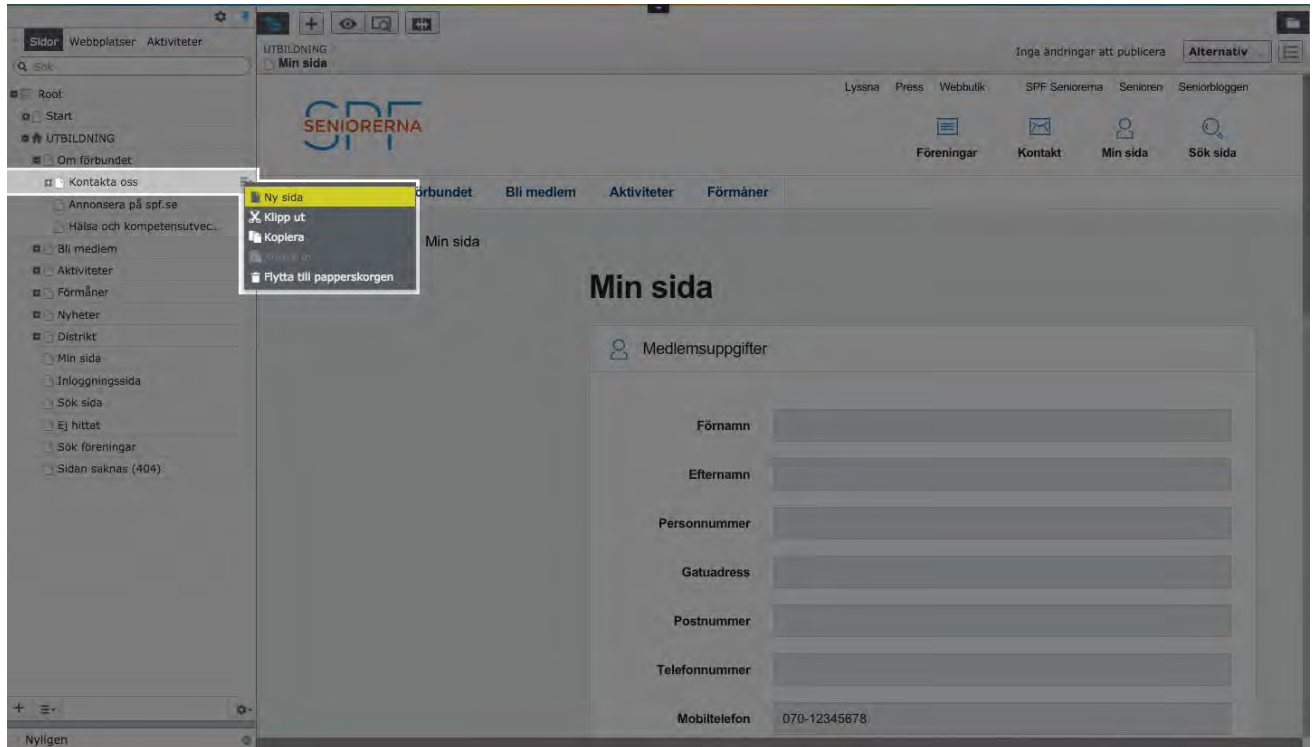 Sidor Webbplatser Aktiviteter
Sök
Root
Start
UTBILDNING
Om förbundet
Kontakta oss
Annonsera på spf.se
Hälsa och kompetensutvec...
Bli medlem
Aktiviteter
Förmåner
Nyheter
Distrikt
Min sida
Inloggningssida
Sök sida
Ej hittat
Sök föreningar
Sidan saknas (404)
Nyligen
Ny sida
Klipp ut
Kopiera
Klistra in
Flytta till papperskorgen
UTBILDNING /
Min sida
Inga ändringar att publicera Alternativ
Lyssna Press Webbutik SPF Seniorerna Senioren Seniorbloggen
SPF
SENIORERNA
Föreningar Kontakt Min sida Sök sida
örbundet Bli medlem Aktiviteter Förmåner
Min sida
Min sida
Medlemsuppgifter
Förnamn
Efternamn
Personnummer
Gatuadress
Postnummer
Telefonnummer
Mobiltelefon 070-12345678